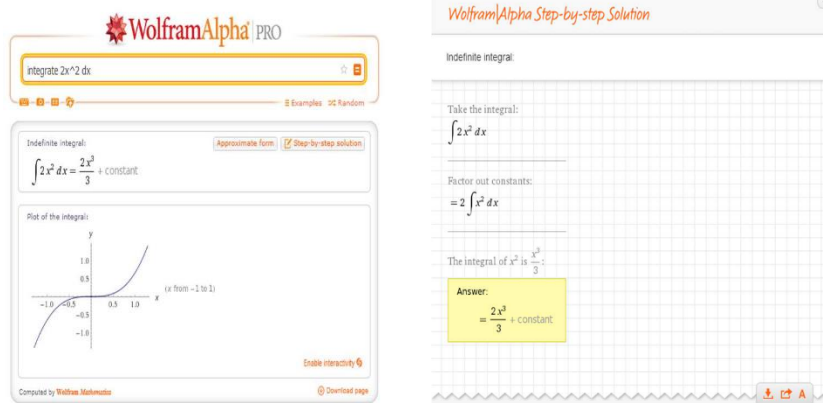 WolframAlpha PRO
integrate 2x^2 dx
Examples Random
Indefinite integral:
Approximate form Step-by-step solution
∫2x² dx = 2x³/3 + constant
Plot of the integral:
y
1.0
0.5
(x from −1 to 1)
−1.0 −0.5 0.5 1.0 x
−0.5
−1.0
Enable interactivity
Computed by Wolfram Mathematica
Download page
Wolfram|Alpha Step-by-step Solution
Indefinite integral:
Take the integral:
∫2x² dx
Factor out constants:
= 2 ∫x² dx
The integral of x² is x³/3:
Answer:
= 2x³/3 + constant
A